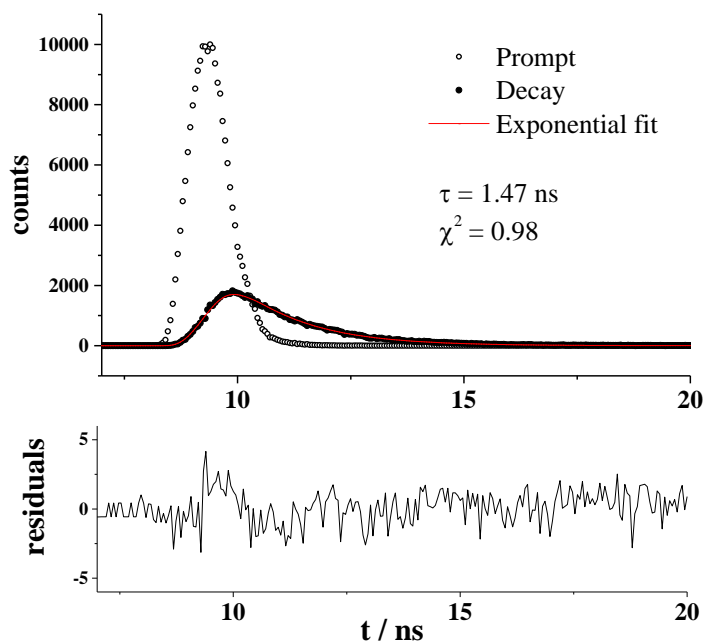 10000
8000
6000
4000
2000
0
counts
Prompt
Decay
Exponential fit
τ = 1.47 ns
χ² = 0.98
10
15
20
5
0
-5
residuals
10
15
20
t / ns